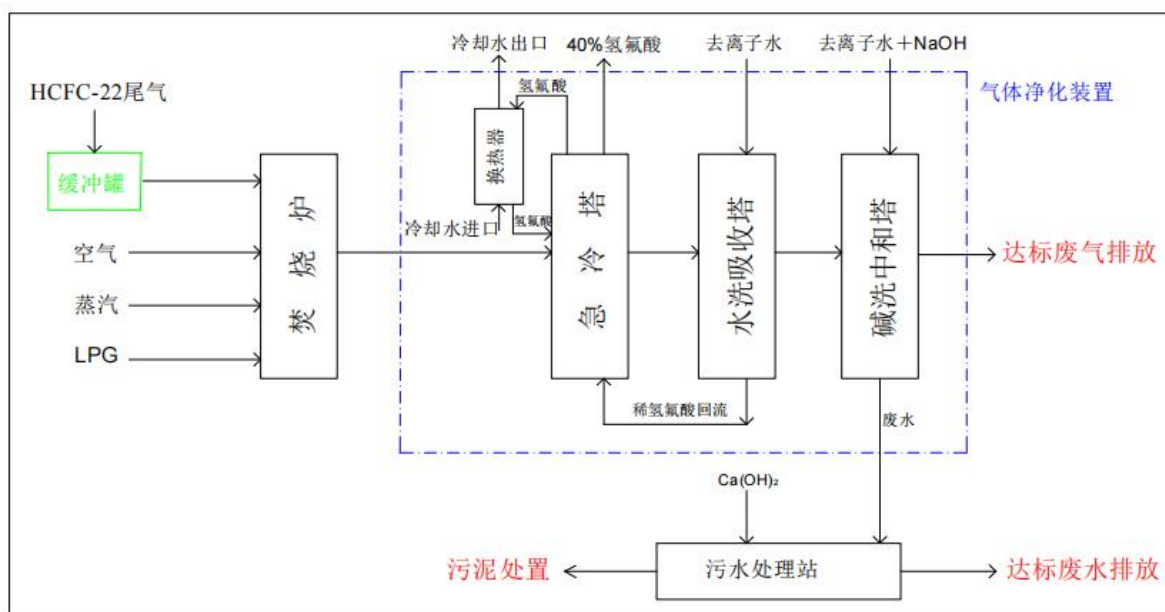 冷却水出口
40%氢氟酸
去离子水
去离子水+NaOH
HCFC-22尾气
氢氟酸
气体净化装置
缓冲罐
换热器
焚烧炉
急冷塔
水洗吸收塔
碱洗中和塔
冷却水进口
氢氟酸
空气
达标废气排放
蒸汽
LPG
稀氢氟酸回流
废水
Ca(OH)₂
污泥处置
污水处理站
达标废水排放